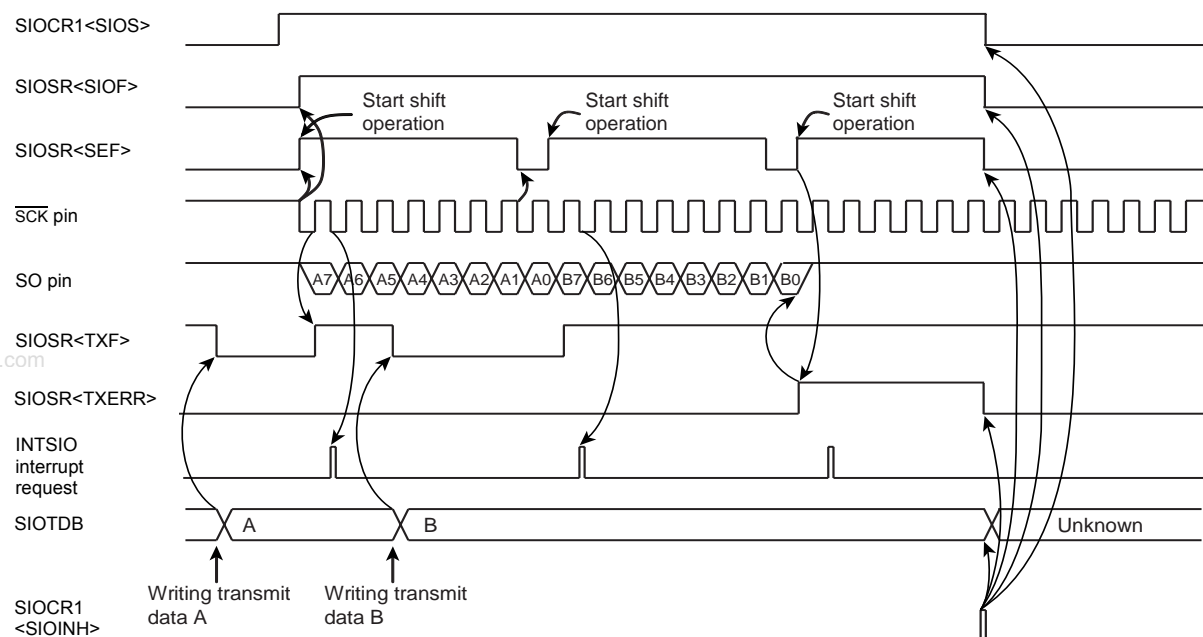 SIOCR1<SIOS>
SIOSR<SIOF>
Start shift
operation
Start shift
operation
Start shift
operation
SIOSR<SEF>
SCK pin
SO pin
A7 A6 A5 A4 A3 A2 A1 A0 B7 B6 B5 B4 B3 B2 B1 B0
SIOSR<TXF>
.com
SIOSR<TXERR>
INTSIO
interrupt
request
SIOTDB
A
B
Unknown
Writing transmit
data A
Writing transmit
data B
SIOCR1
<SIOINH>